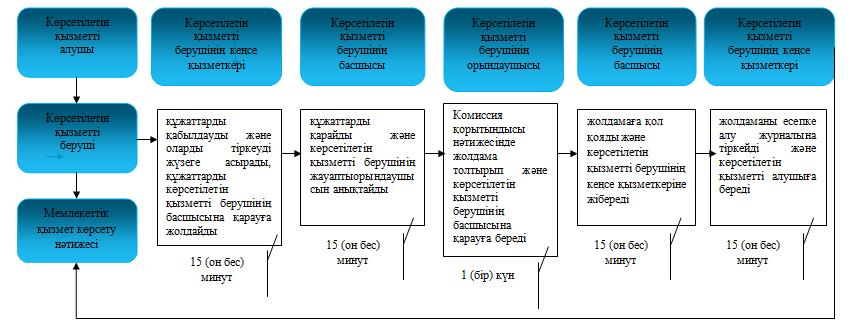 Көрсетілетін
қызметті
алушы
Көрсетілетін
қызметті
берушінің кеңсе
қызметкері
Көрсетілетін
қызметті
берушінің
басшысы
Көрсетілетін
қызметті
берушінің
орындаушысы
Көрсетілетін
қызметті
берушінің
басшысы
Көрсетілетін
қызметті
берушінің кеңсе
қызметкері
Көрсетілетін
қызметті
беруші
құжаттарды
қабылдауды және
оларды тіркеуді
жүзеге асырады,
құжаттарды
көрсетілетін
қызметті берушінің
басшысына қарауға
жолдайды
құжаттарды
қарайды және
көрсетілетін
қызметті берушінің
жауаптыорындаушы
сын анықтайды
Комиссия
қорытындысы
нәтижесінде
жолдама
толтырып және
көрсетілетін
қызметті
берушінің
басшысына
қарауға береді
жолдамаға қол
қояды және
көрсетілетін
қызметті берушінің
кеңсе қызметкеріне
жібереді
жолдаманы есепке
алу журналына
тіркейді және
көрсетілетін
қызметті алушыға
береді
Мемлекеттік
қызмет көрсету
нәтижесі
15 (он бес)
минут
15 (он бес)
минут
1 (бір) күн
15 (он бес)
минут
15 (он бес)
минут